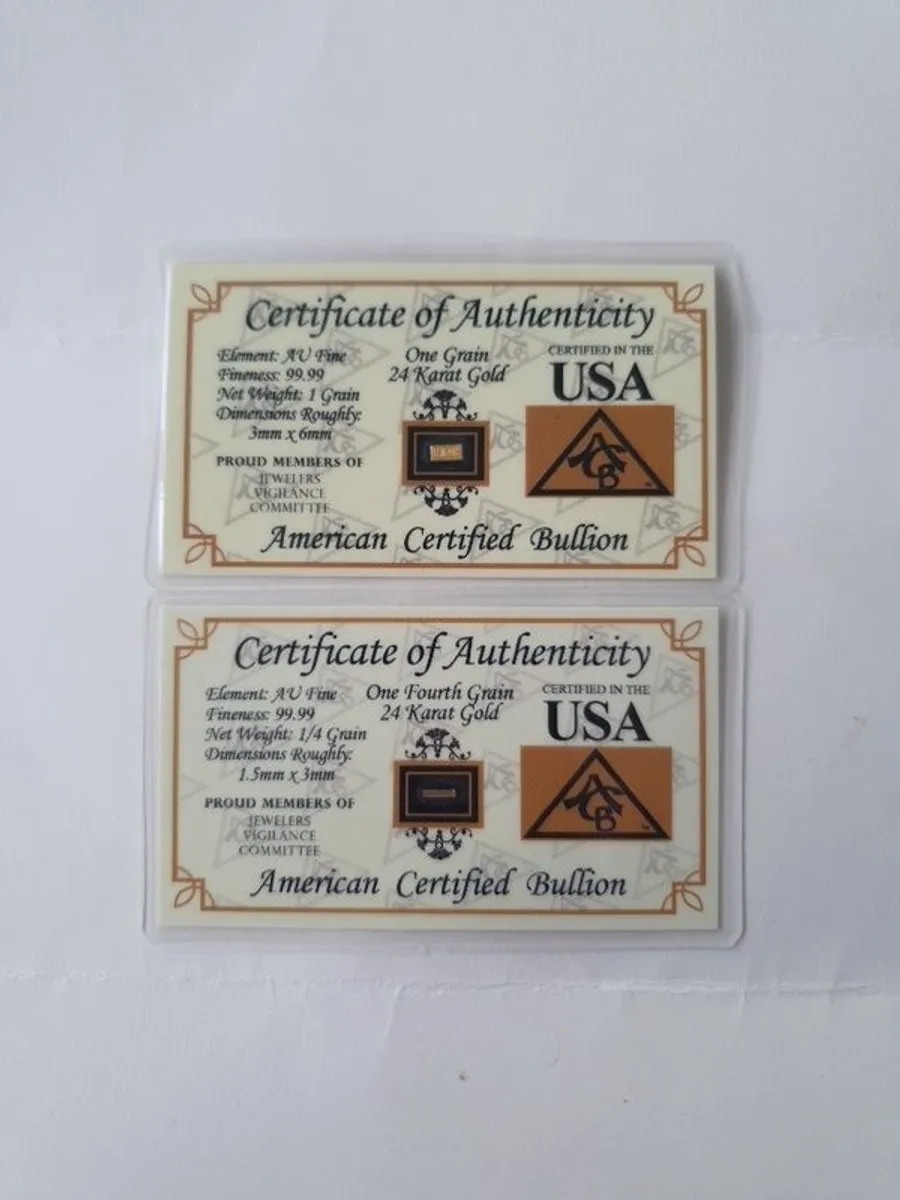 Certificate of Authenticity
Element: AU Fine
Fineness: 99.99
Net Weight: 1 Grain
Dimensions Roughly:
3mm x 6mm
PROUD MEMBERS OF
JEWELERS
VIGILANCE
COMMITTEE
One Grain
24 Karat Gold
CERTIFIED IN THE
USA
ACB
American Certified Bullion
Certificate of Authenticity
Element: AU Fine
Fineness: 99.99
Net Weight: 1/4 Grain
Dimensions Roughly:
1.5mm x 3mm
PROUD MEMBERS OF
JEWELERS
VIGILANCE
COMMITTEE
One Fourth Grain
24 Karat Gold
CERTIFIED IN THE
USA
ACB
American Certified Bullion